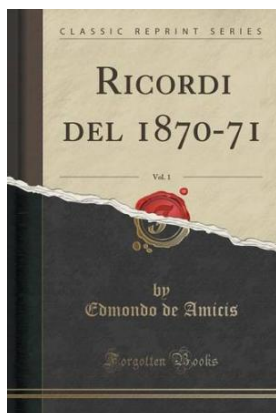 CLASSIC REPRINT SERIES
RICORDI
DEL 1870-71
Vol. 1
by
Edmondo de Amicis
Forgotten Books